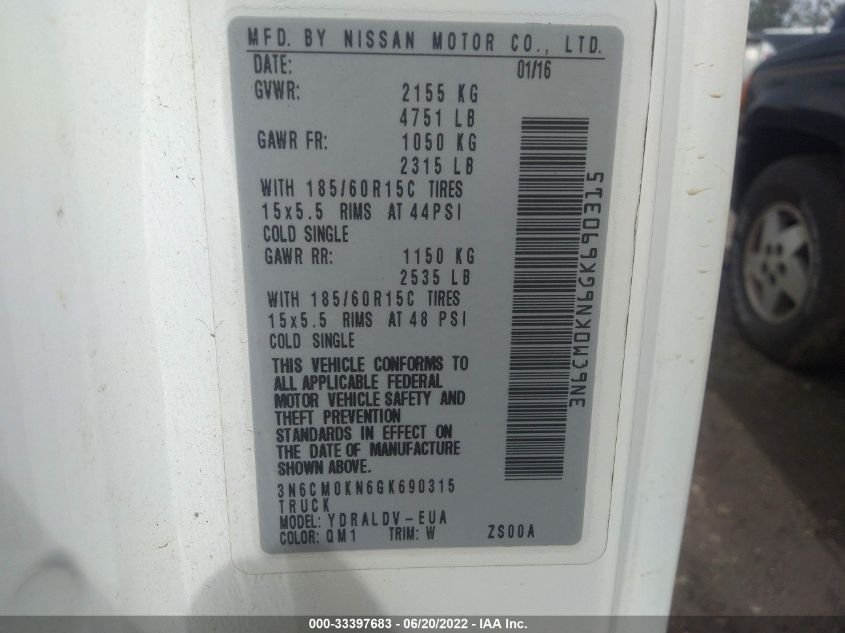 MFD. BY NISSAN MOTOR CO., LTD.
DATE: 01/16
GVWR: 2155 KG
4751 LB
GAWR FR: 1050 KG
2315 LB
WITH 185/60R15C TIRES
15x5.5 RIMS AT 44PSI
COLD SINGLE
GAWR RR: 1150 KG
2535 LB
WITH 185/60R15C TIRES
15x5.5 RIMS AT 48 PSI
COLD SINGLE
THIS VEHICLE CONFORMS TO
ALL APPLICABLE FEDERAL
MOTOR VEHICLE SAFETY AND
THEFT PREVENTION
STANDARDS IN EFFECT ON
THE DATE OF MANUFACTURE
SHOWN ABOVE.
3N6CM0KN6GK690315
TRUCK
MODEL: YDRALDV-EUA
COLOR: QM1 TRIM: W ZS00A
3N6CM0KN6GK690315
000-33397683 - 06/20/2022 - IAA Inc.